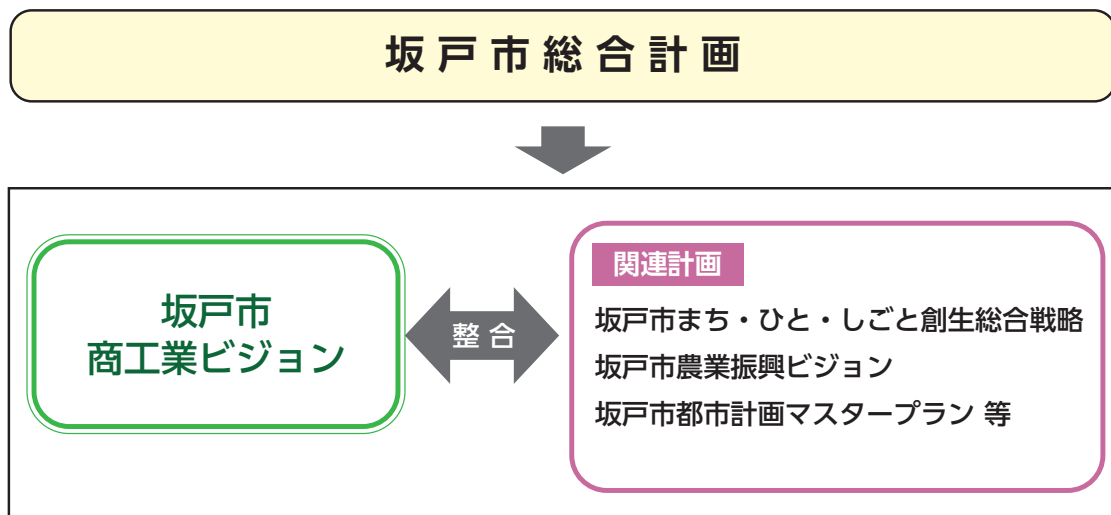 坂戸市総合計画
坂戸市
商工業ビジョン
整合
関連計画
坂戸市まち・ひと・しごと創生総合戦略
坂戸市農業振興ビジョン
坂戸市都市計画マスタープラン 等